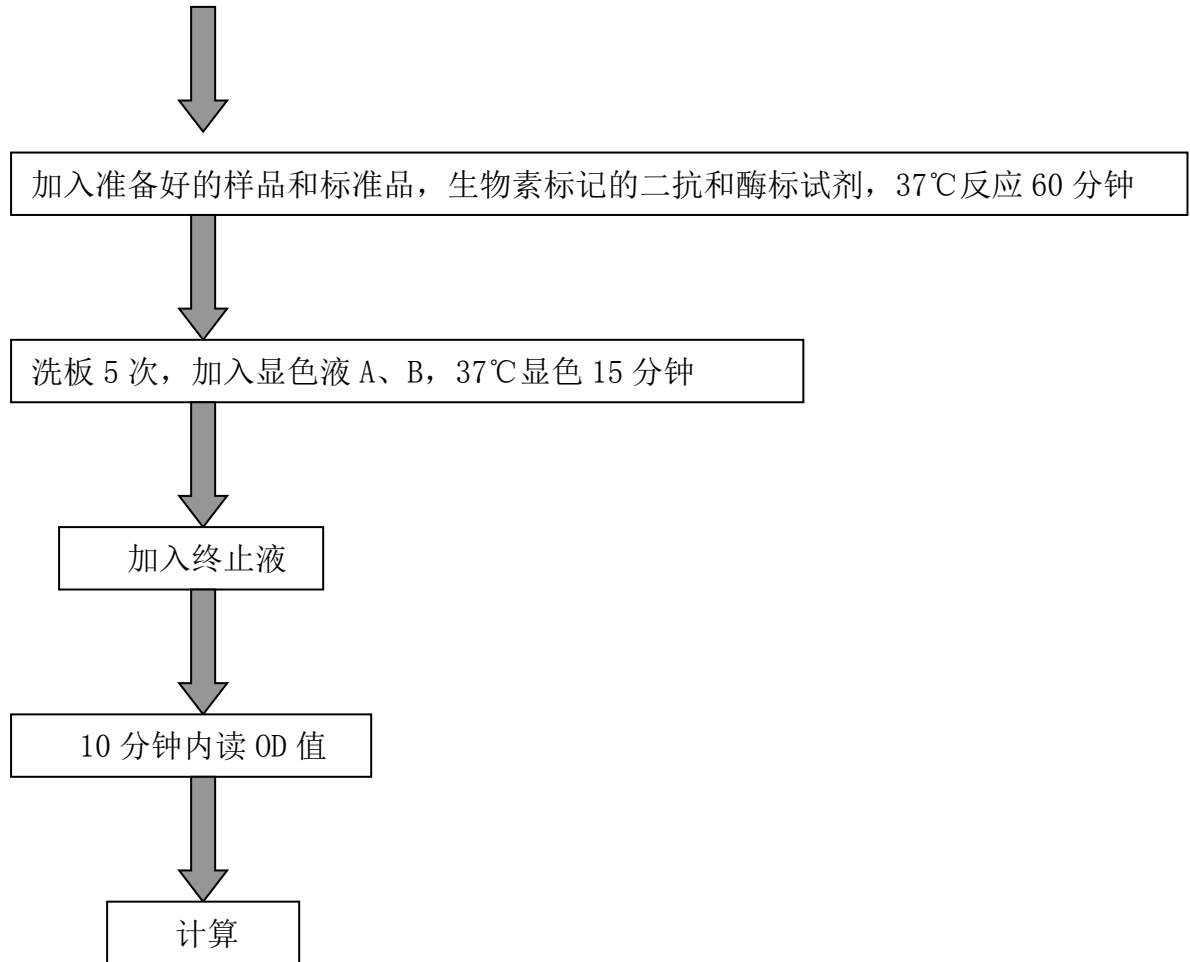 加入准备好的样品和标准品，生物素标记的二抗和酶标试剂，37℃反应 60 分钟
洗板 5 次，加入显色液 A、B，37℃显色 15 分钟
加入终止液
10 分钟内读 OD 值
计算